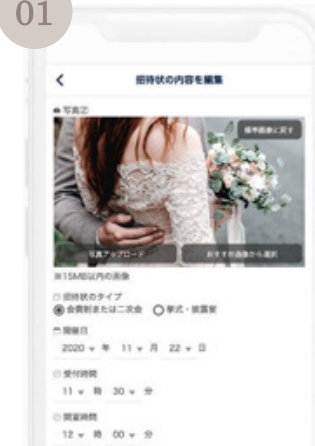 01
招待状の内容を編集
写真②
標準画像に戻す
写真アップロード
おすすめ画像から選択
※15MB以内の画像
招待状のタイプ
会費制または二次会 挙式・披露宴
開催日
2020 年 11 月 22 日
受付時間
11 時 30 分
開宴時間
12 時 00 分